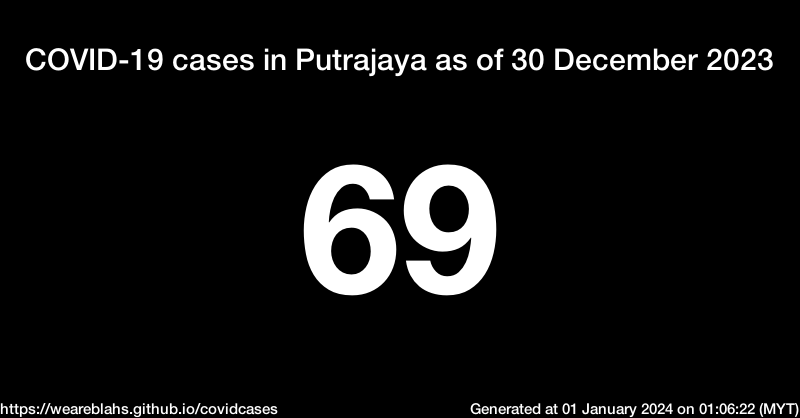 COVID-19 cases in Putrajaya as of 30 December 2023
69
https://weareblahs.github.io/covidcases
Generated at 01 January 2024 on 01:06:22 (MYT)